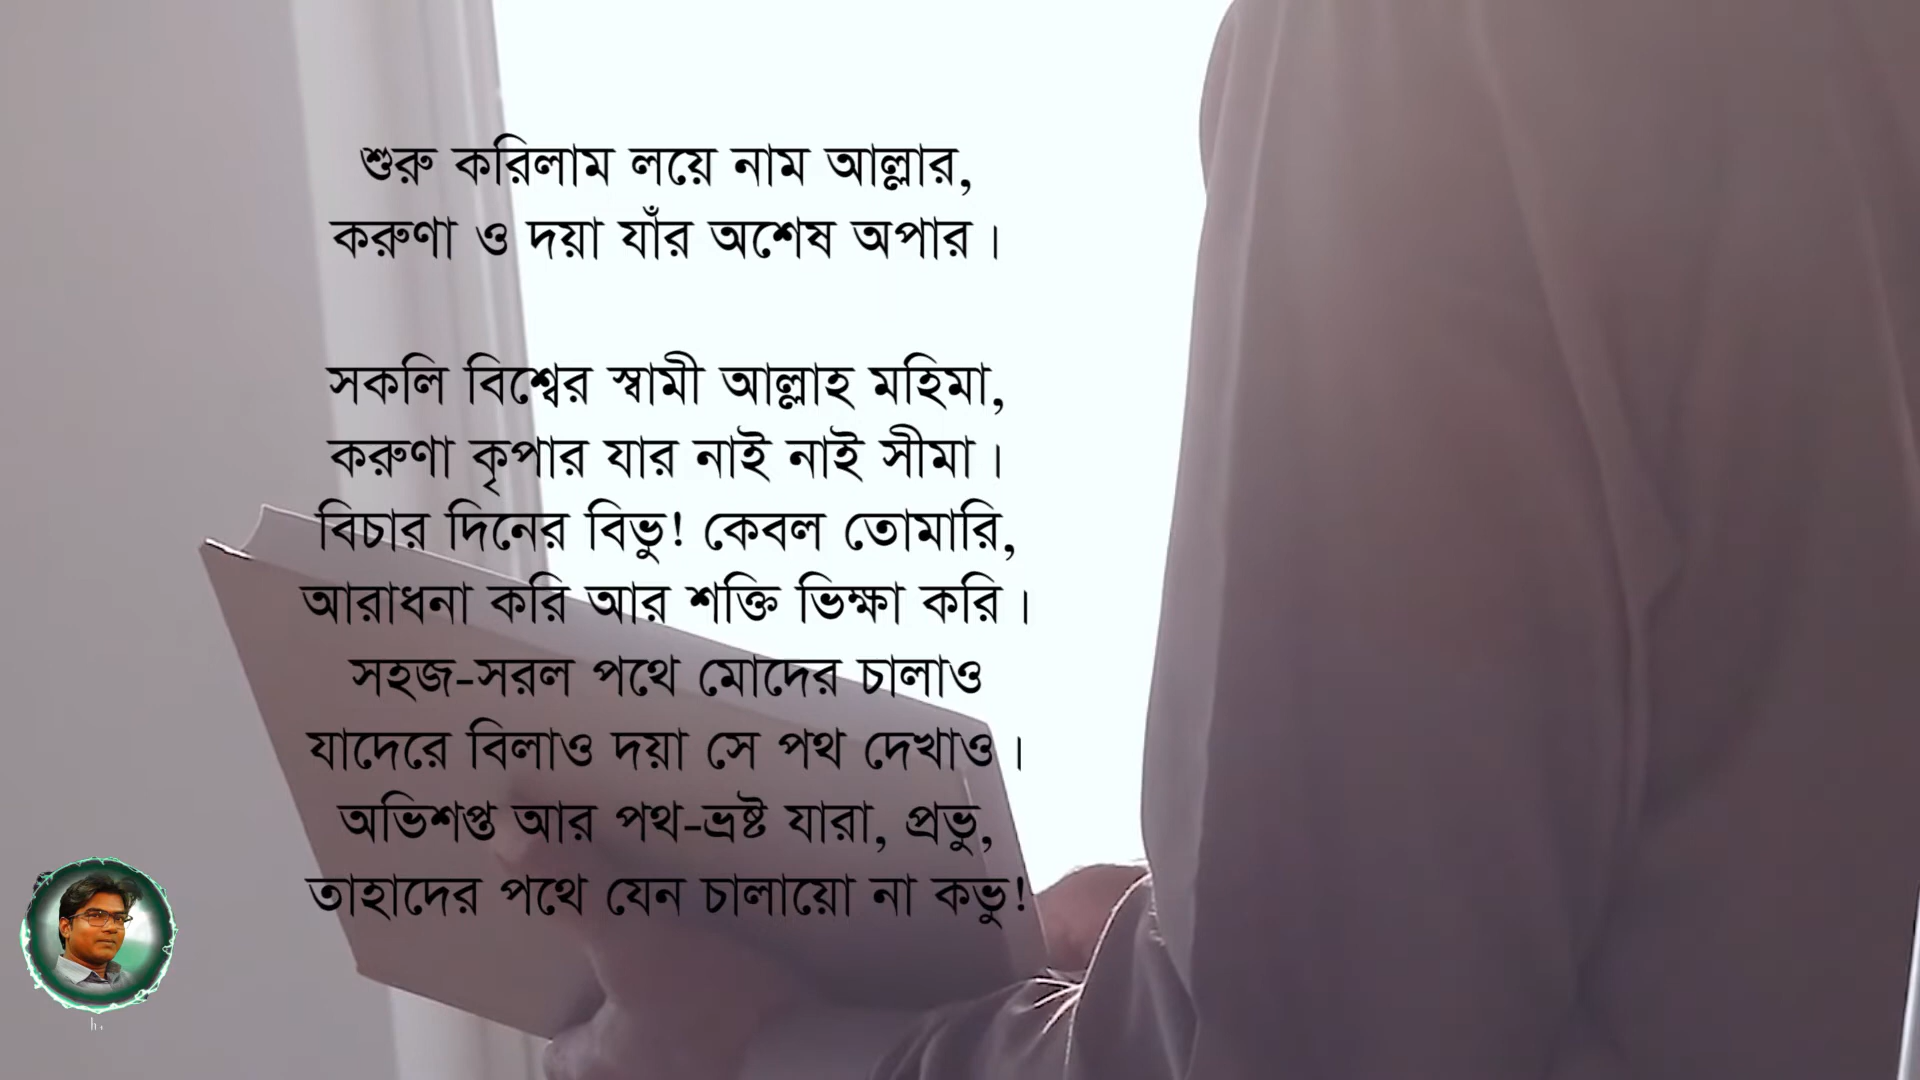 শুরু করিলাম লয়ে নাম আল্লার,
করুণা ও দয়া যাঁর অশেষ অপার।
সকলি বিশ্বের স্বামী আল্লাহ মহিমা,
করুণা কৃপার যার নাই নাই সীমা।
বিচার দিনের বিভু! কেবল তোমারি,
আরাধনা করি আর শক্তি ভিক্ষা করি।
সহজ-সরল পথে মোদের চালাও
যাদেরে বিলাও দয়া সে পথ দেখাও।
অভিশপ্ত আর পথ-ভ্রষ্ট যারা, প্রভু,
তাহাদের পথে যেন চালায়ো না কভু!